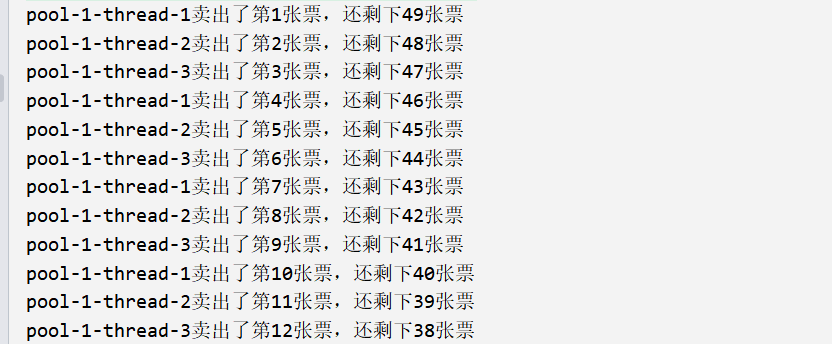 pool-1-thread-1卖出了第1张票，还剩下49张票
pool-1-thread-2卖出了第2张票，还剩下48张票
pool-1-thread-3卖出了第3张票，还剩下47张票
pool-1-thread-1卖出了第4张票，还剩下46张票
pool-1-thread-2卖出了第5张票，还剩下45张票
pool-1-thread-3卖出了第6张票，还剩下44张票
pool-1-thread-1卖出了第7张票，还剩下43张票
pool-1-thread-2卖出了第8张票，还剩下42张票
pool-1-thread-3卖出了第9张票，还剩下41张票
pool-1-thread-1卖出了第10张票，还剩下40张票
pool-1-thread-2卖出了第11张票，还剩下39张票
pool-1-thread-3卖出了第12张票，还剩下38张票